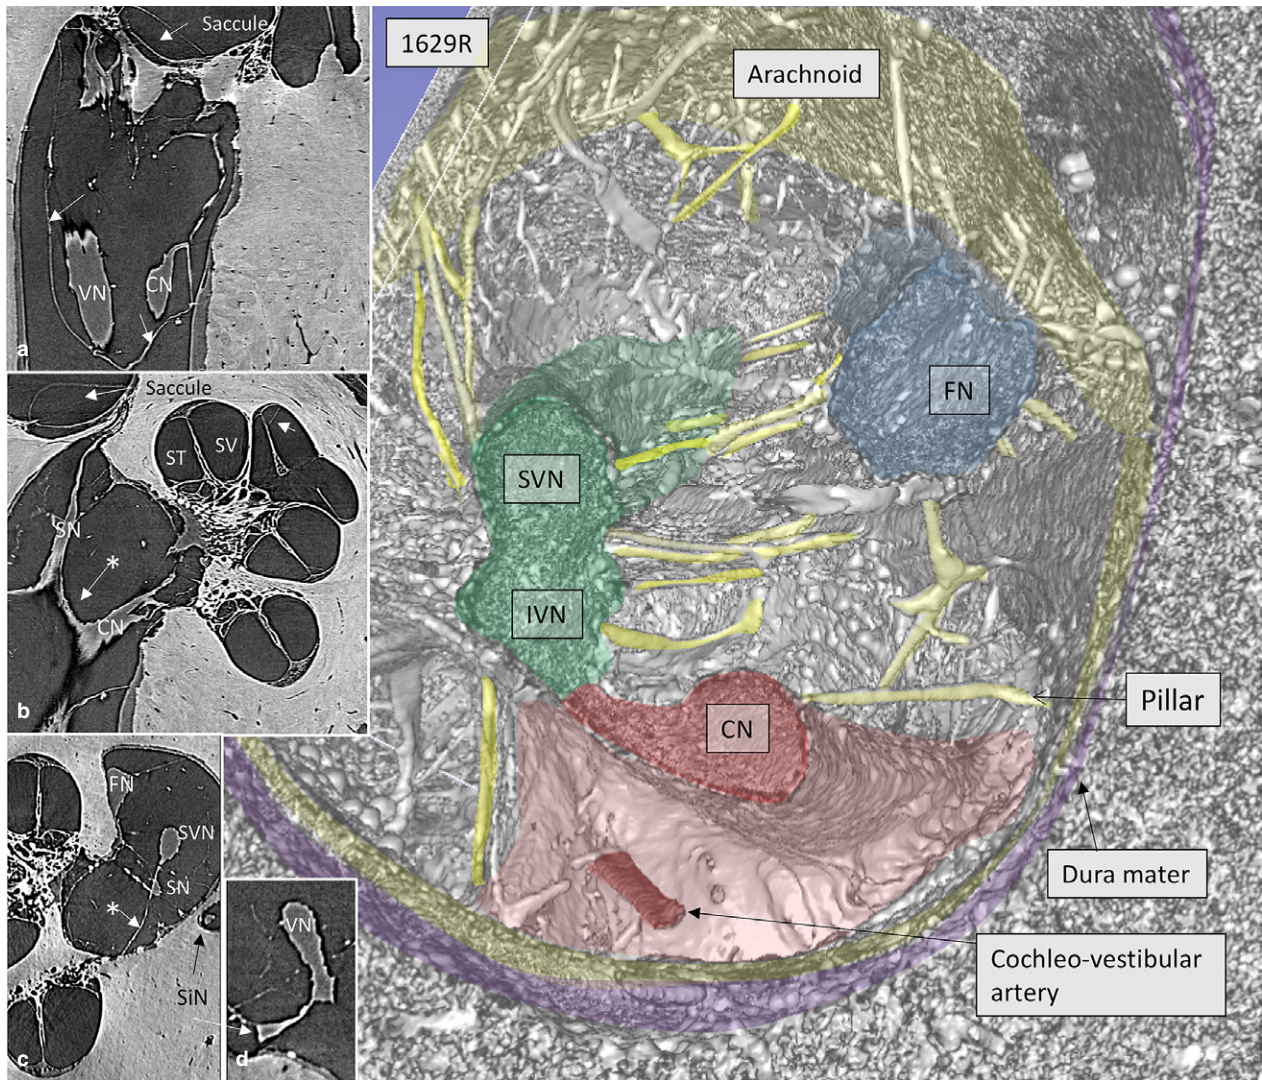 Saccule
VN
CN
a
Saccule
ST
SV
SN
*
CN
b
FN
SVN
SN
*
SiN
c
VN
d
1629R
Arachnoid
FN
SVN
IVN
CN
Pillar
Dura mater
Cochleo-vestibular
artery